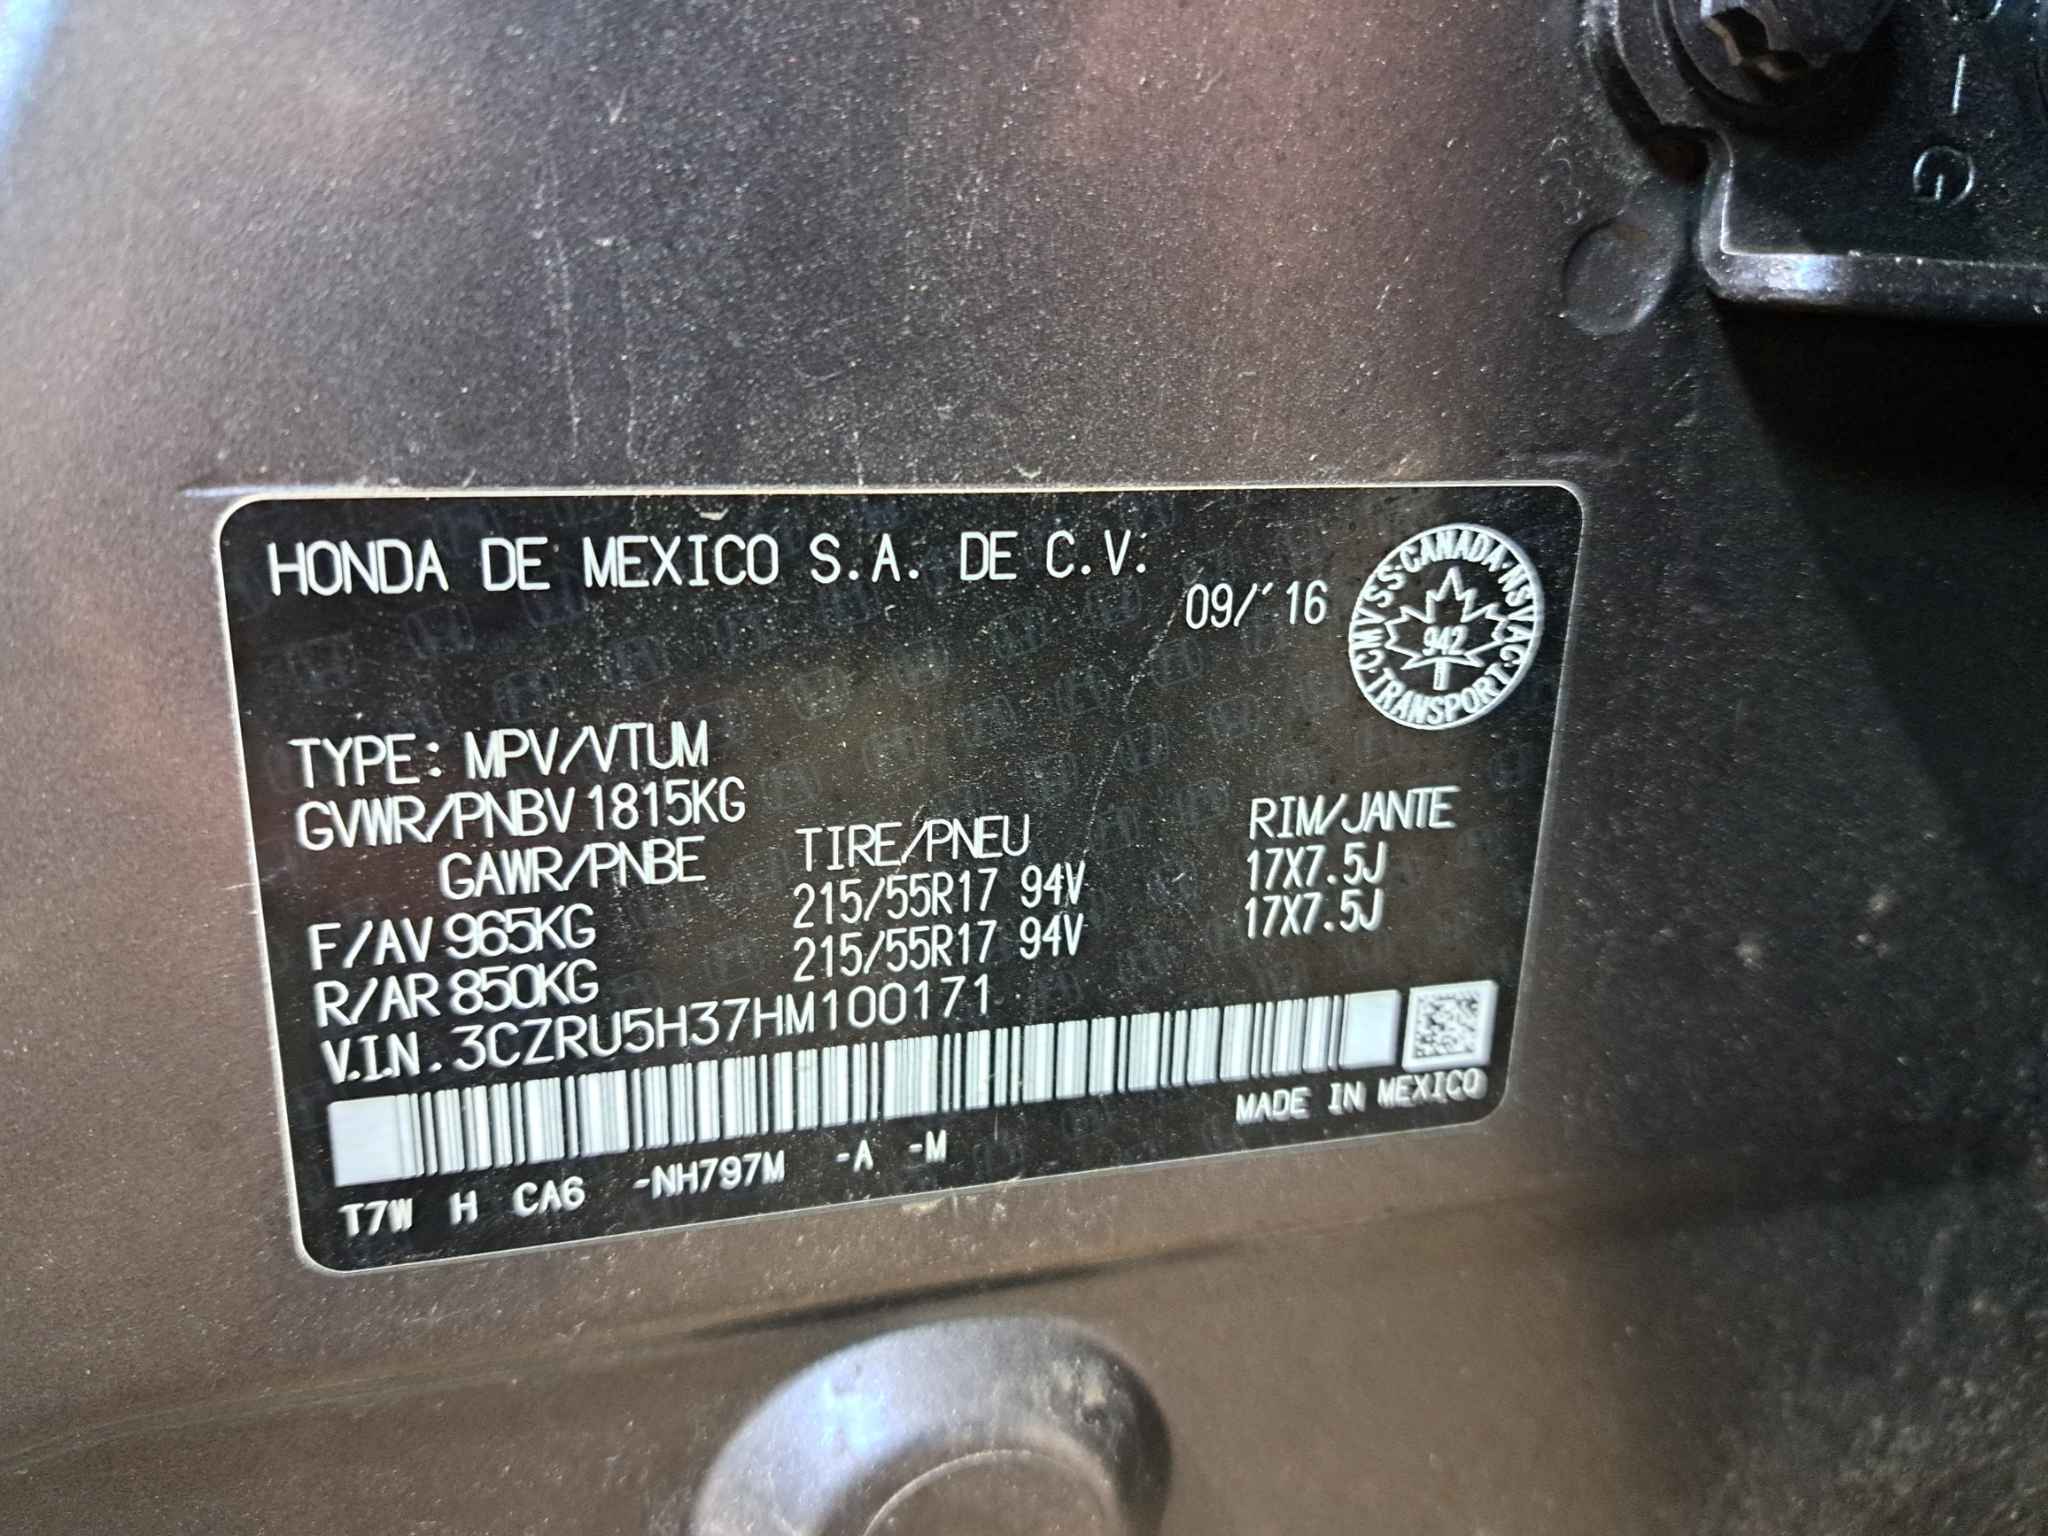 HONDA DE MEXICO S.A. DE C.V.
09/'16
C.M.V.S.S.·CANADA·N.S.V.A.C.·TRANSPORT
942
TYPE: MPV/VTUM
GVWR/PNBV 1815KG
GAWR/PNBE TIRE/PNEU RIM/JANTE
F/AV 965KG 215/55R17 94V 17X7.5J
R/AR 850KG 215/55R17 94V 17X7.5J
V.I.N. 3CZRU5H37HM100171
MADE IN MEXICO
T7W H CA6 -NH797M -A -M